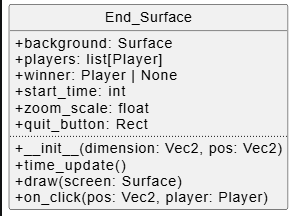 End_Surface
+background: Surface
+players: list[Player]
+winner: Player | None
+start_time: int
+zoom_scale: float
+quit_button: Rect
+__init__(dimension: Vec2, pos: Vec2)
+time_update()
+draw(screen: Surface)
+on_click(pos: Vec2, player: Player)